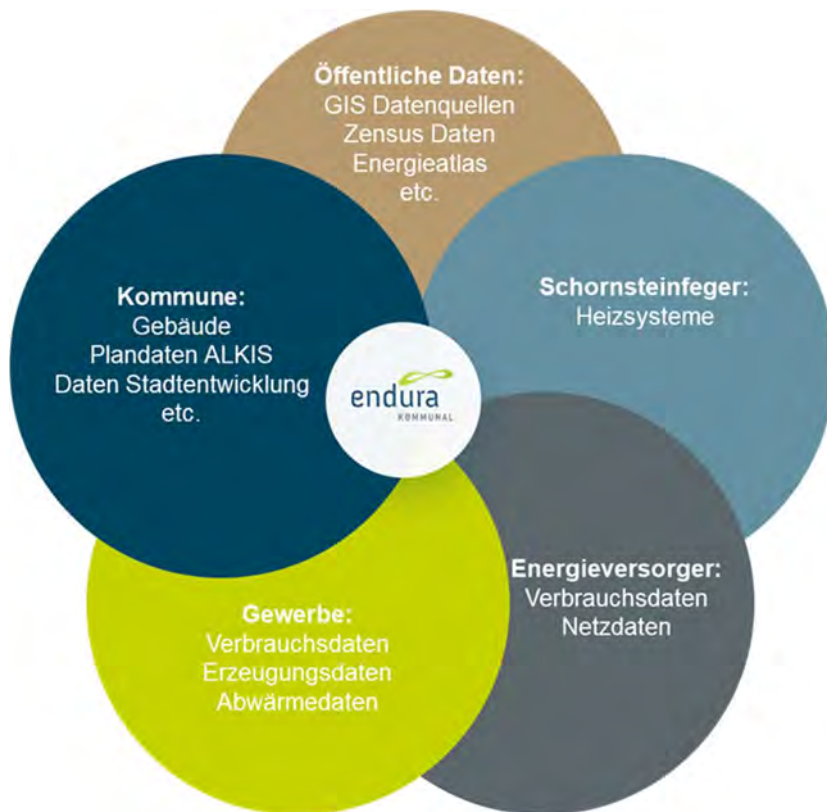 Öffentliche Daten:
GIS Datenquellen
Zensus Daten
Energieatlas
etc.
Schornsteinfeger:
Heizsysteme
Kommune:
Gebäude
Plandaten ALKIS
Daten Stadtentwicklung
etc.
endura
KOMMUNAL
Energieversorger:
Verbrauchsdaten
Netzdaten
Gewerbe:
Verbrauchsdaten
Erzeugungsdaten
Abwärmedaten